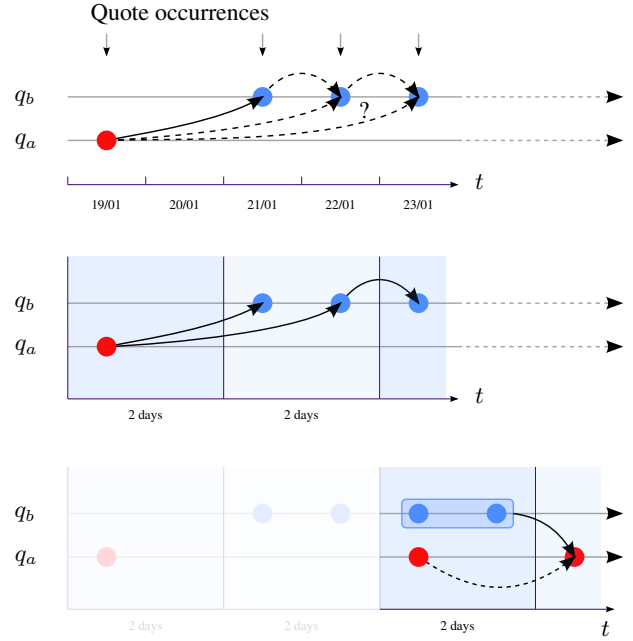 Quote occurrences
q_b
?
q_a
t
19/01 20/01 21/01 22/01 23/01
q_b
q_a
t
2 days 2 days
q_b
q_a
2 days 2 days 2 days t